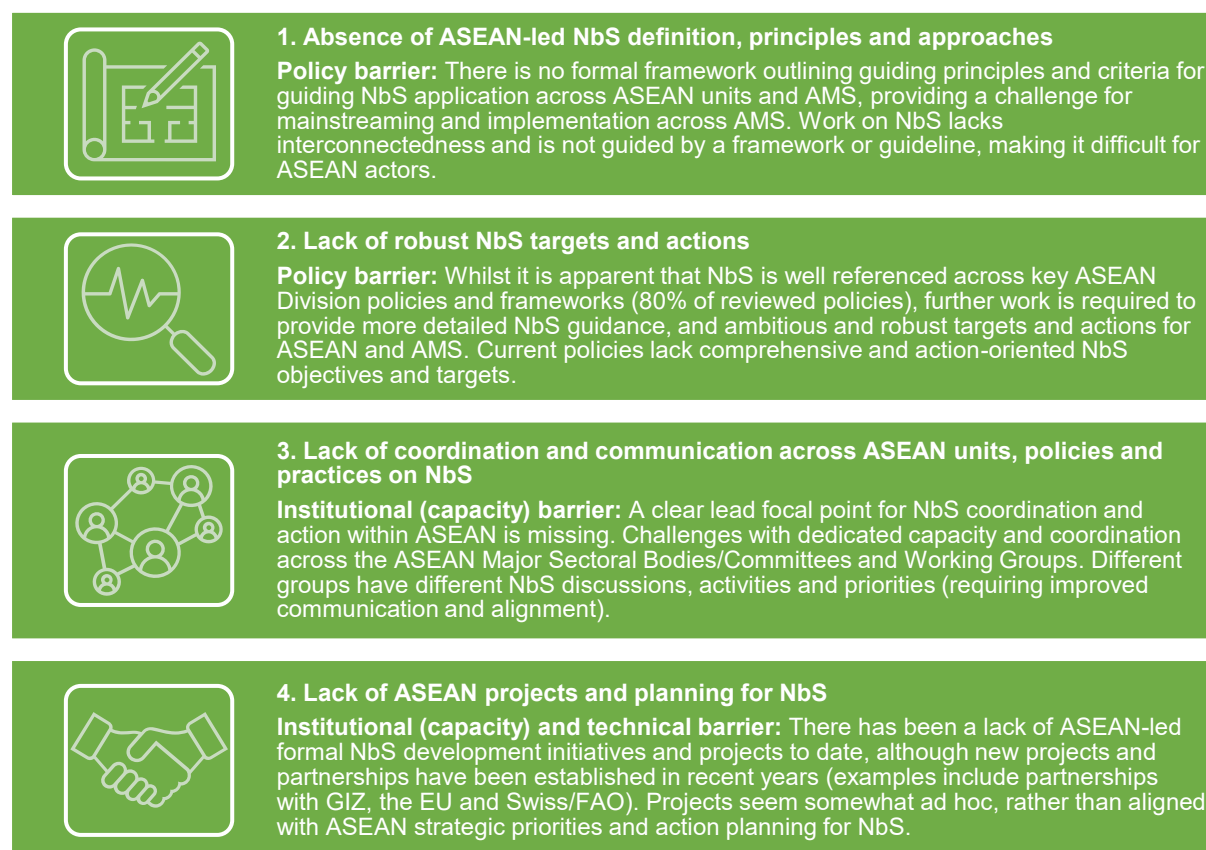 1. Absence of ASEAN-led NbS definition, principles and approaches
Policy barrier: There is no formal framework outlining guiding principles and criteria for
guiding NbS application across ASEAN units and AMS, providing a challenge for
mainstreaming and implementation across AMS. Work on NbS lacks
interconnectedness and is not guided by a framework or guideline, making it difficult for
ASEAN actors.
2. Lack of robust NbS targets and actions
Policy barrier: Whilst it is apparent that NbS is well referenced across key ASEAN
Division policies and frameworks (80% of reviewed policies), further work is required to
provide more detailed NbS guidance, and ambitious and robust targets and actions for
ASEAN and AMS. Current policies lack comprehensive and action-oriented NbS
objectives and targets.
3. Lack of coordination and communication across ASEAN units, policies and
practices on NbS
Institutional (capacity) barrier: A clear lead focal point for NbS coordination and
action within ASEAN is missing. Challenges with dedicated capacity and coordination
across the ASEAN Major Sectoral Bodies/Committees and Working Groups. Different
groups have different NbS discussions, activities and priorities (requiring improved
communication and alignment).
4. Lack of ASEAN projects and planning for NbS
Institutional (capacity) and technical barrier: There has been a lack of ASEAN-led
formal NbS development initiatives and projects to date, although new projects and
partnerships have been established in recent years (examples include partnerships
with GIZ, the EU and Swiss/FAO). Projects seem somewhat ad hoc, rather than aligned
with ASEAN strategic priorities and action planning for NbS.